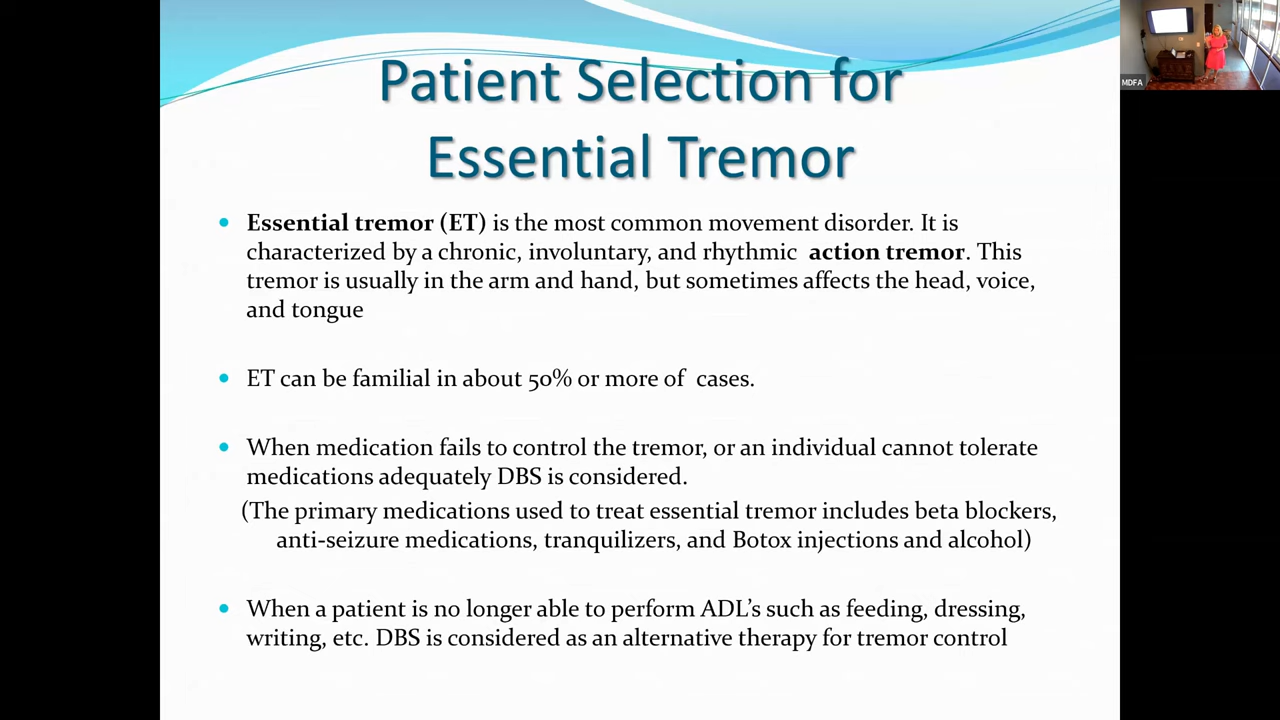 Patient Selection for
Essential Tremor
MDFA
• Essential tremor (ET) is the most common movement disorder. It is
characterized by a chronic, involuntary, and rhythmic action tremor. This
tremor is usually in the arm and hand, but sometimes affects the head, voice,
and tongue
• ET can be familial in about 50% or more of cases.
• When medication fails to control the tremor, or an individual cannot tolerate
medications adequately DBS is considered.
(The primary medications used to treat essential tremor includes beta blockers,
anti-seizure medications, tranquilizers, and Botox injections and alcohol)
• When a patient is no longer able to perform ADL’s such as feeding, dressing,
writing, etc. DBS is considered as an alternative therapy for tremor control